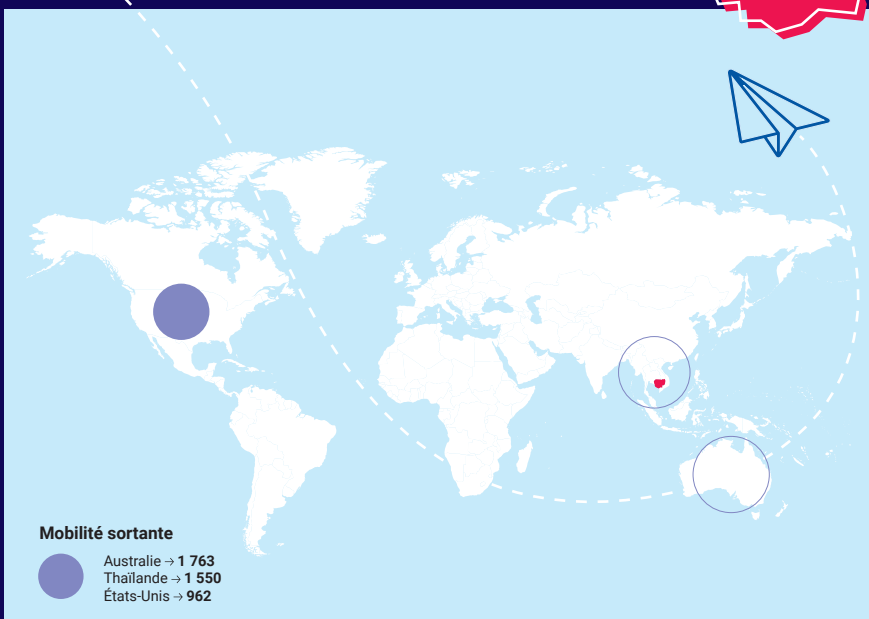 Mobilité sortante
Australie → 1 763
Thaïlande → 1 550
États-Unis → 962